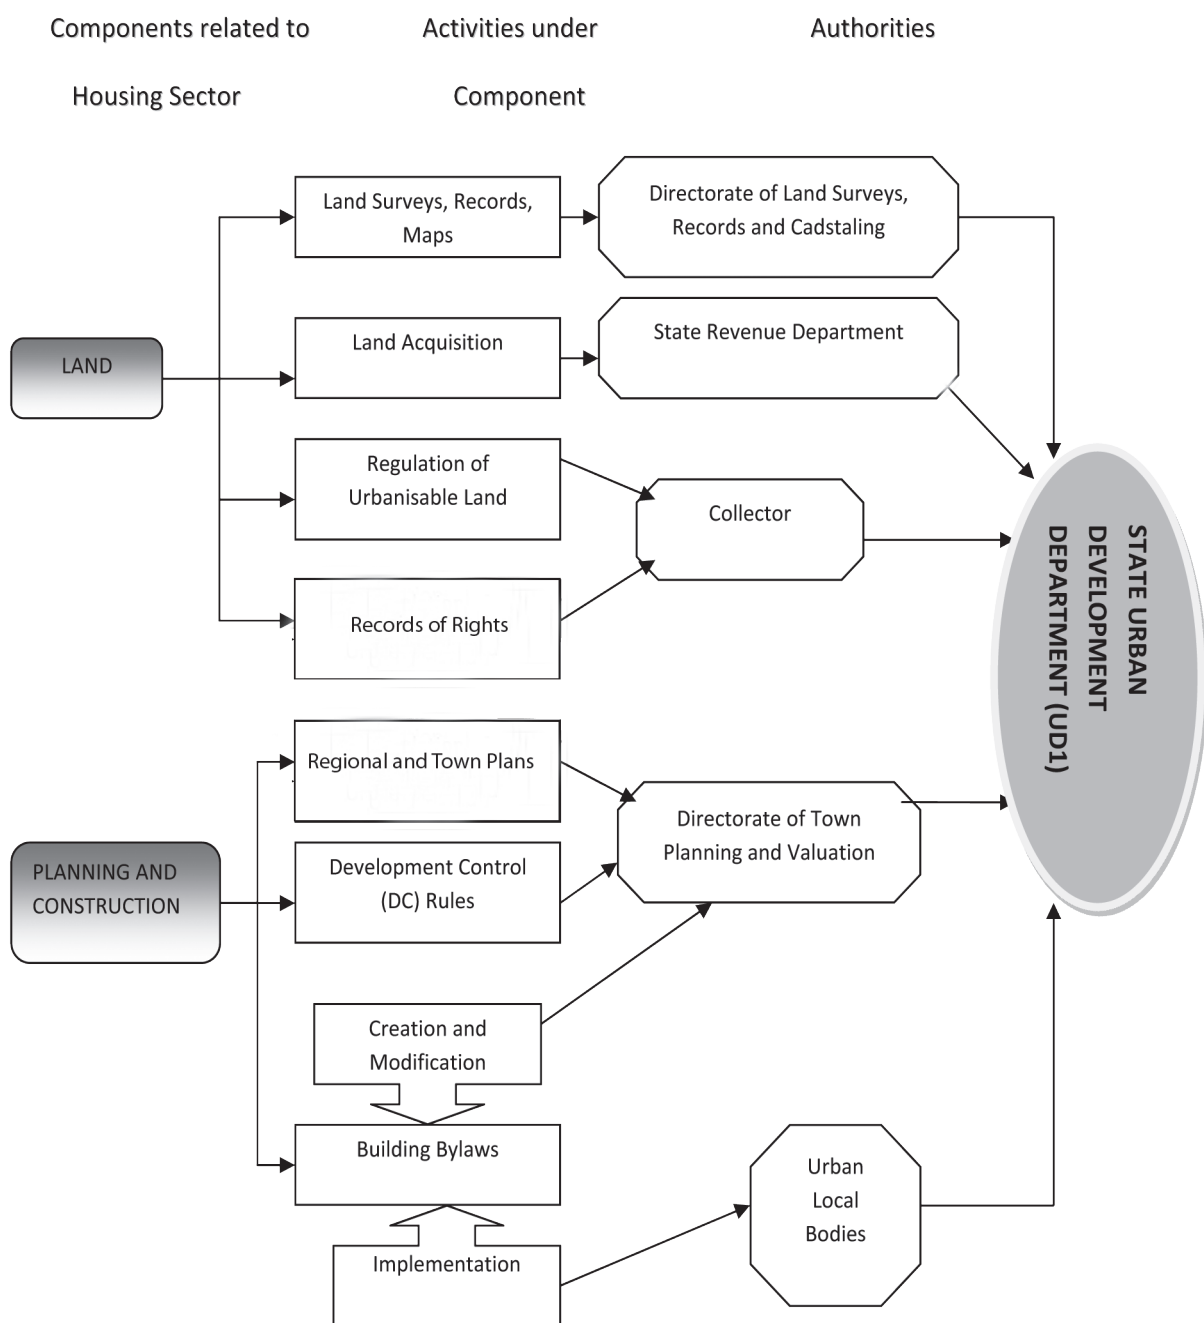 Components related to
Housing Sector
Activities under
Component
Authorities
LAND
Land Surveys, Records,
Maps
Directorate of Land Surveys,
Records and Cadstaling
Land Acquisition
State Revenue Department
Regulation of
Urbanisable Land
Collector
Records of Rights
STATE URBAN
DEVELOPMENT
DEPARTMENT (UD1)
PLANNING AND
CONSTRUCTION
Regional and Town Plans
Directorate of Town
Planning and Valuation
Development Control
(DC) Rules
Creation and
Modification
Building Bylaws
Implementation
Urban
Local
Bodies